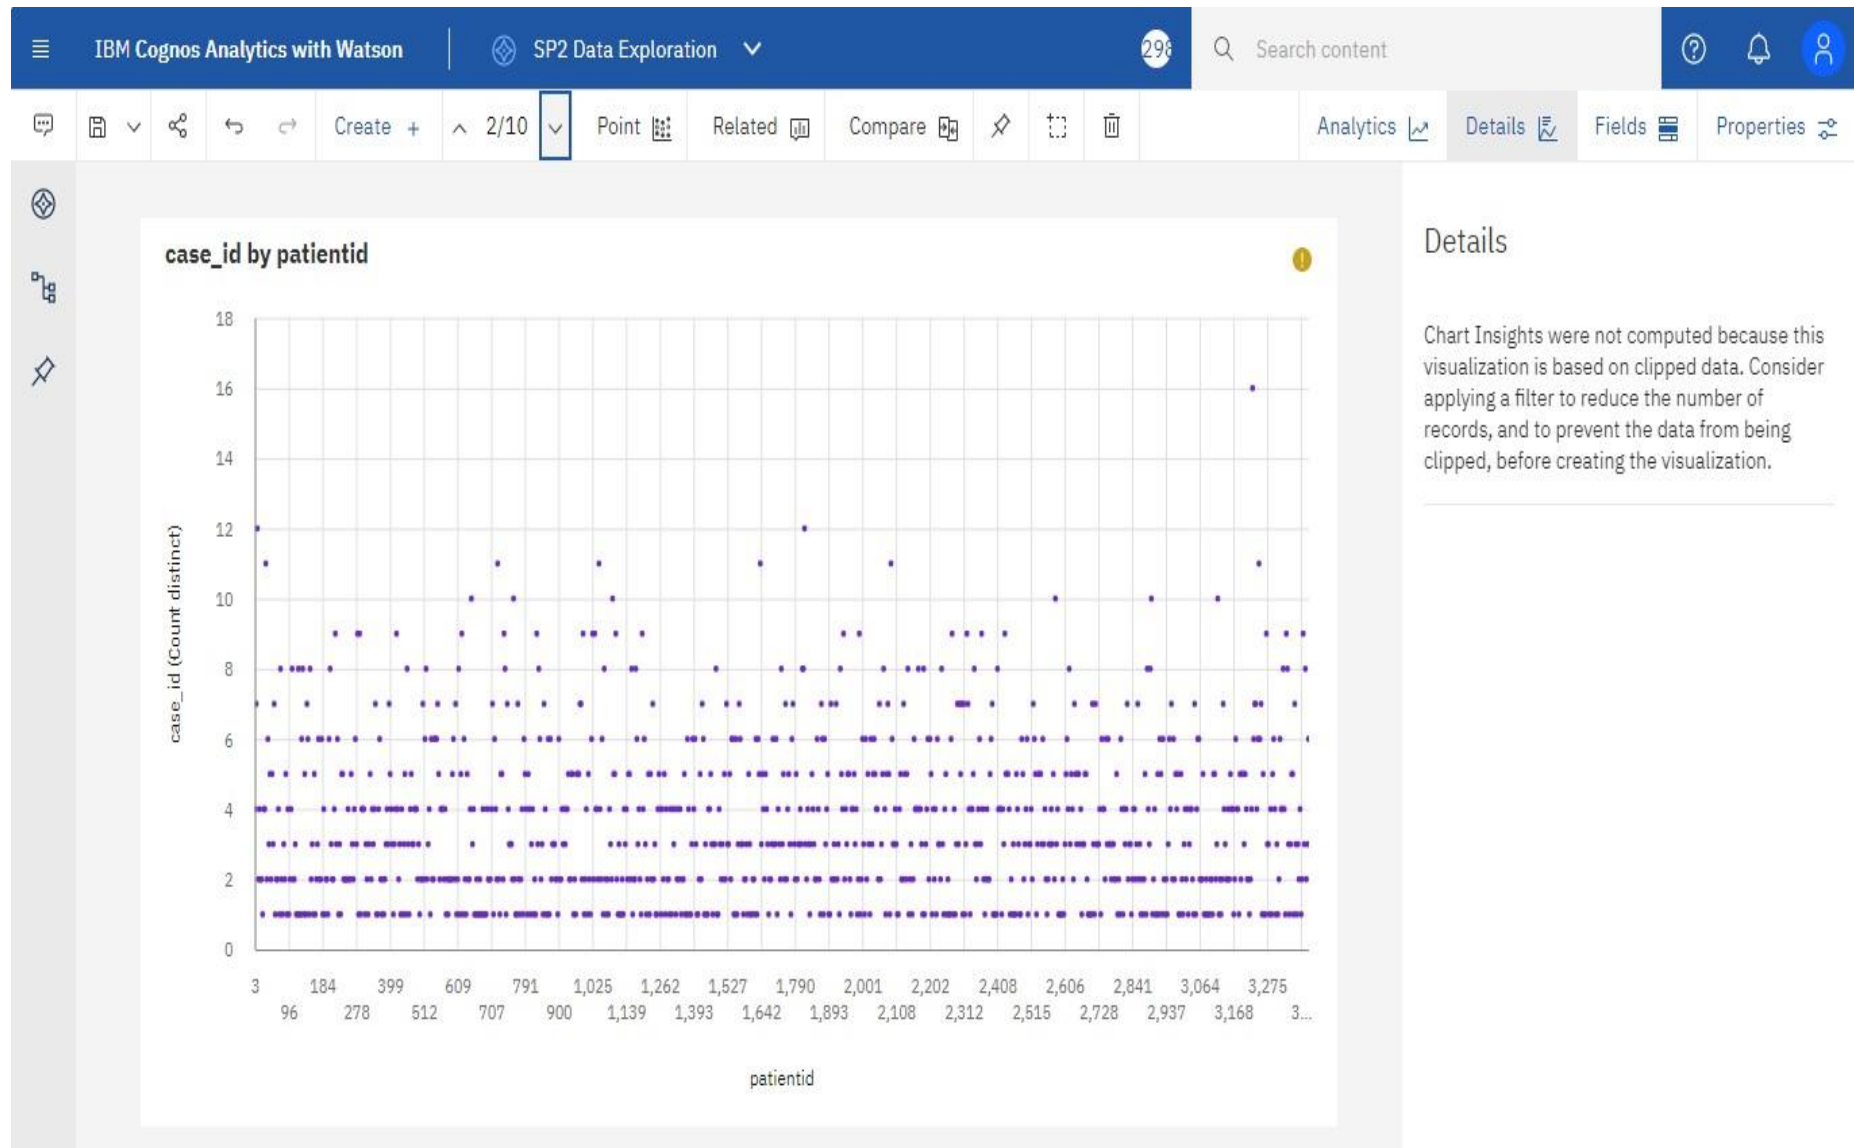 IBM Cognos Analytics with Watson
SP2 Data Exploration
298
Search content
Create +
2/10
Point
Related
Compare
Analytics
Details
Fields
Properties
case_id by patientid
18
16
14
12
10
8
6
4
2
0
case_id (Count distinct)
3 184 399 609 791 1,025 1,262 1,527 1,790 2,001 2,202 2,408 2,606 2,841 3,064 3,275
96 278 512 707 900 1,139 1,393 1,642 1,893 2,108 2,312 2,515 2,728 2,937 3,168 3...
patientid
Details
Chart Insights were not computed because this
visualization is based on clipped data. Consider
applying a filter to reduce the number of
records, and to prevent the data from being
clipped, before creating the visualization.